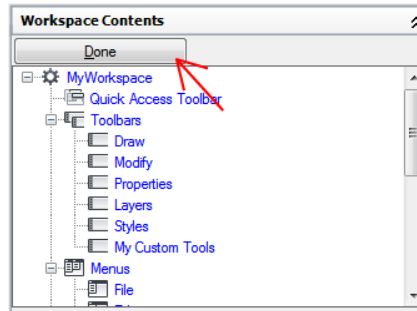 Workspace Contents
Done
MyWorkspace
Quick Access Toolbar
Toolbars
Draw
Modify
Properties
Layers
Styles
My Custom Tools
Menus
File